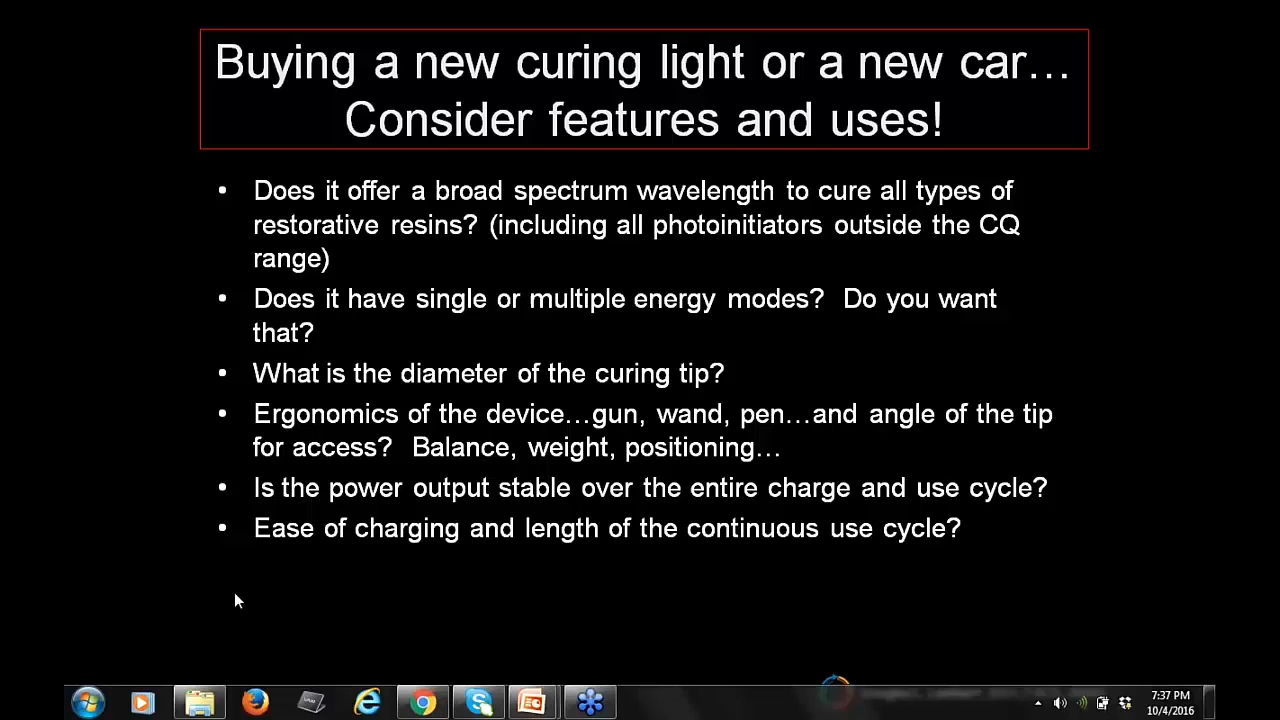 Buying a new curing light or a new car…
Consider features and uses!
• Does it offer a broad spectrum wavelength to cure all types of
restorative resins? (including all photoinitiators outside the CQ
range)
• Does it have single or multiple energy modes?  Do you want
that?
• What is the diameter of the curing tip?
• Ergonomics of the device…gun, wand, pen…and angle of the tip
for access?  Balance, weight, positioning…
• Is the power output stable over the entire charge and use cycle?
• Ease of charging and length of the continuous use cycle?
7:37 PM
10/4/2016